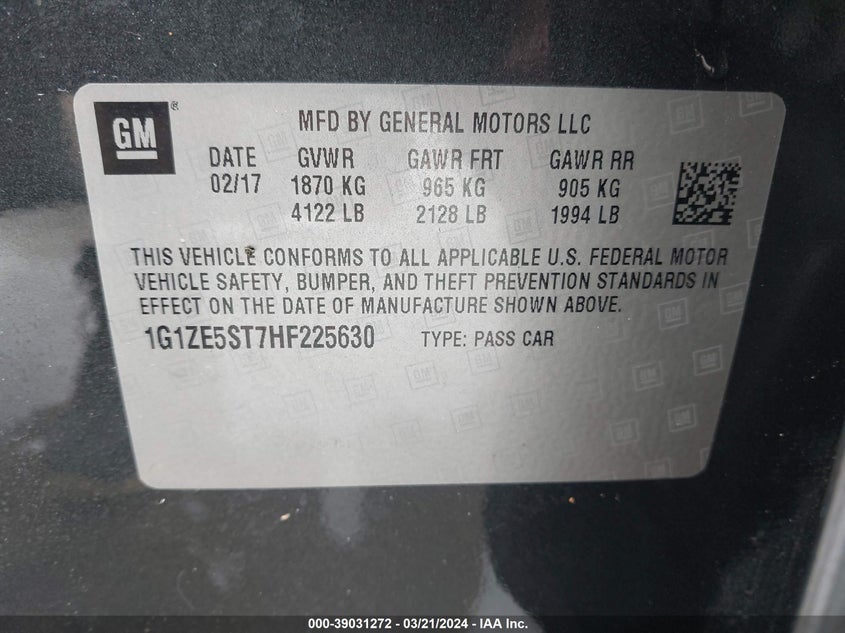 GM®
MFD BY GENERAL MOTORS LLC
DATE GVWR GAWR FRT GAWR RR
02/17 1870 KG 965 KG 905 KG
4122 LB 2128 LB 1994 LB
THIS VEHICLE CONFORMS TO ALL APPLICABLE U.S. FEDERAL MOTOR
VEHICLE SAFETY, BUMPER, AND THEFT PREVENTION STANDARDS IN
EFFECT ON THE DATE OF MANUFACTURE SHOWN ABOVE.
1G1ZE5ST7HF225630 TYPE: PASS CAR
000-39031272 - 03/21/2024 - IAA Inc.